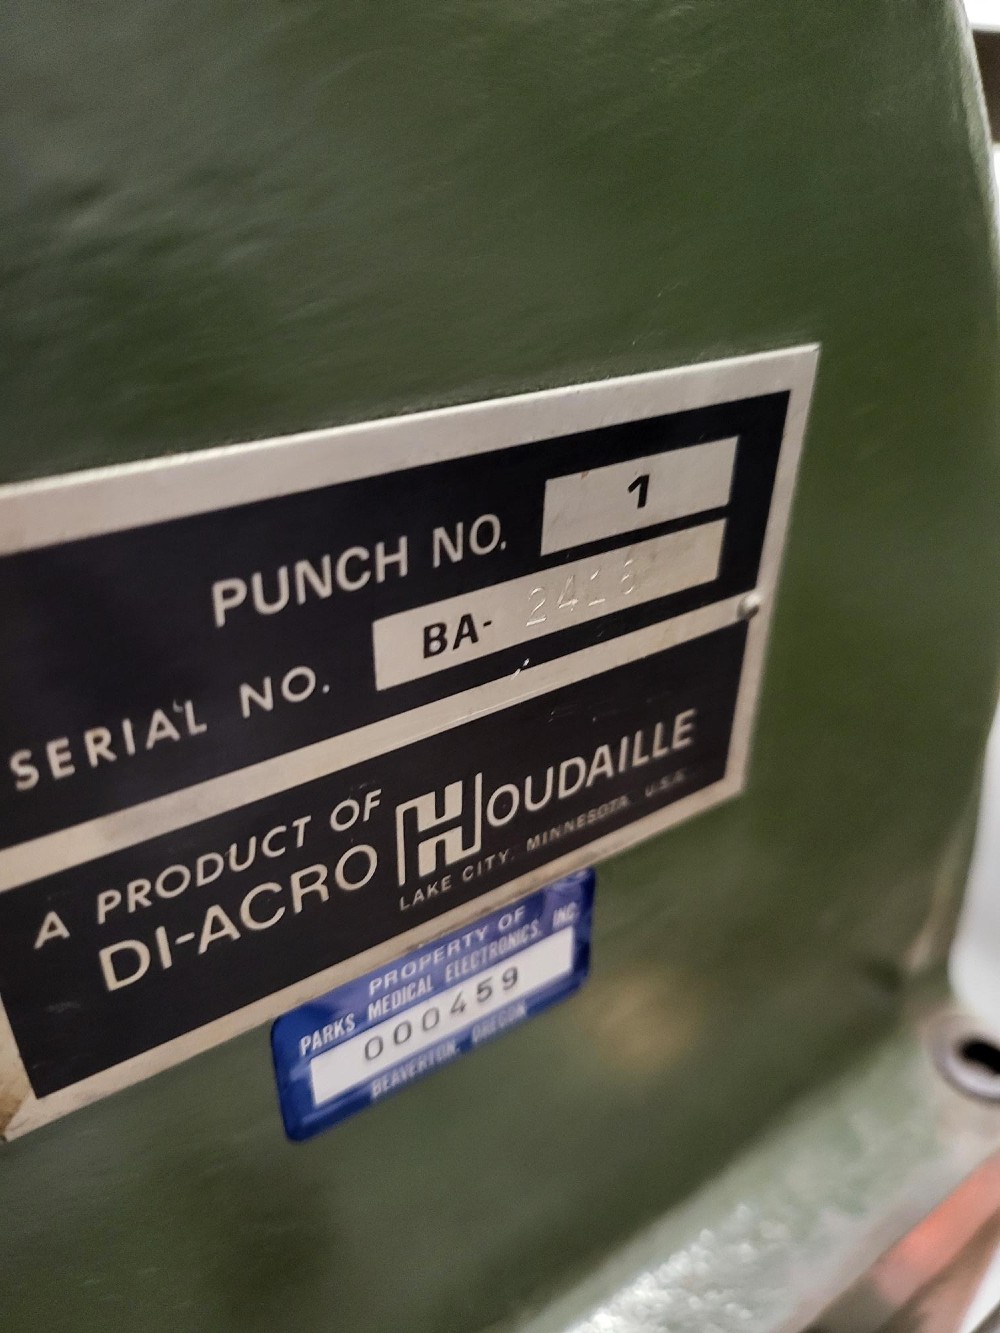 PUNCH NO. 1
SERIAL NO. BA- 2416
A PRODUCT OF
DI-ACRO HOUDAILLE
LAKE CITY, MINNESOTA, U.S.A.
PROPERTY OF
PARKS MEDICAL ELECTRONICS, INC.
000459
BEAVERTON, OREGON